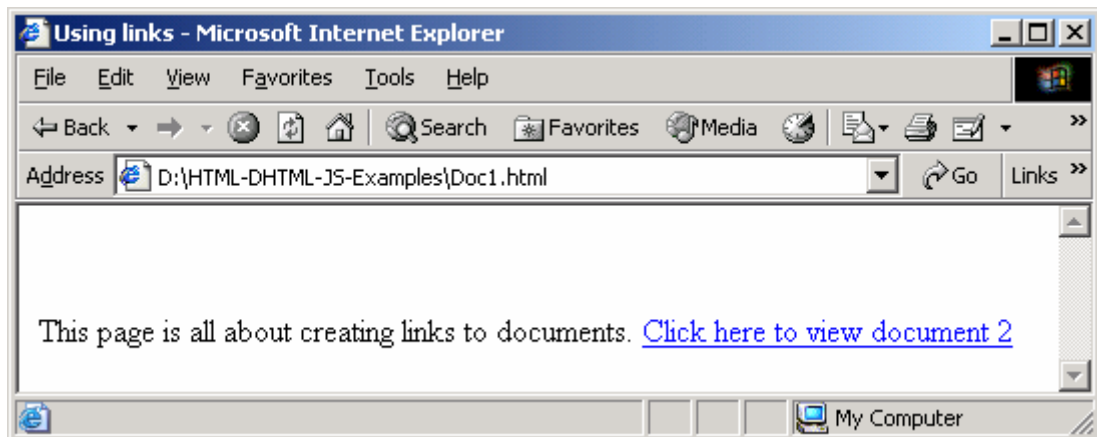 Using links - Microsoft Internet Explorer
File Edit View Favorites Tools Help
Back Search Favorites Media »
Address D:\HTML-DHTML-JS-Examples\Doc1.html Go Links »
This page is all about creating links to documents. Click here to view document 2
My Computer